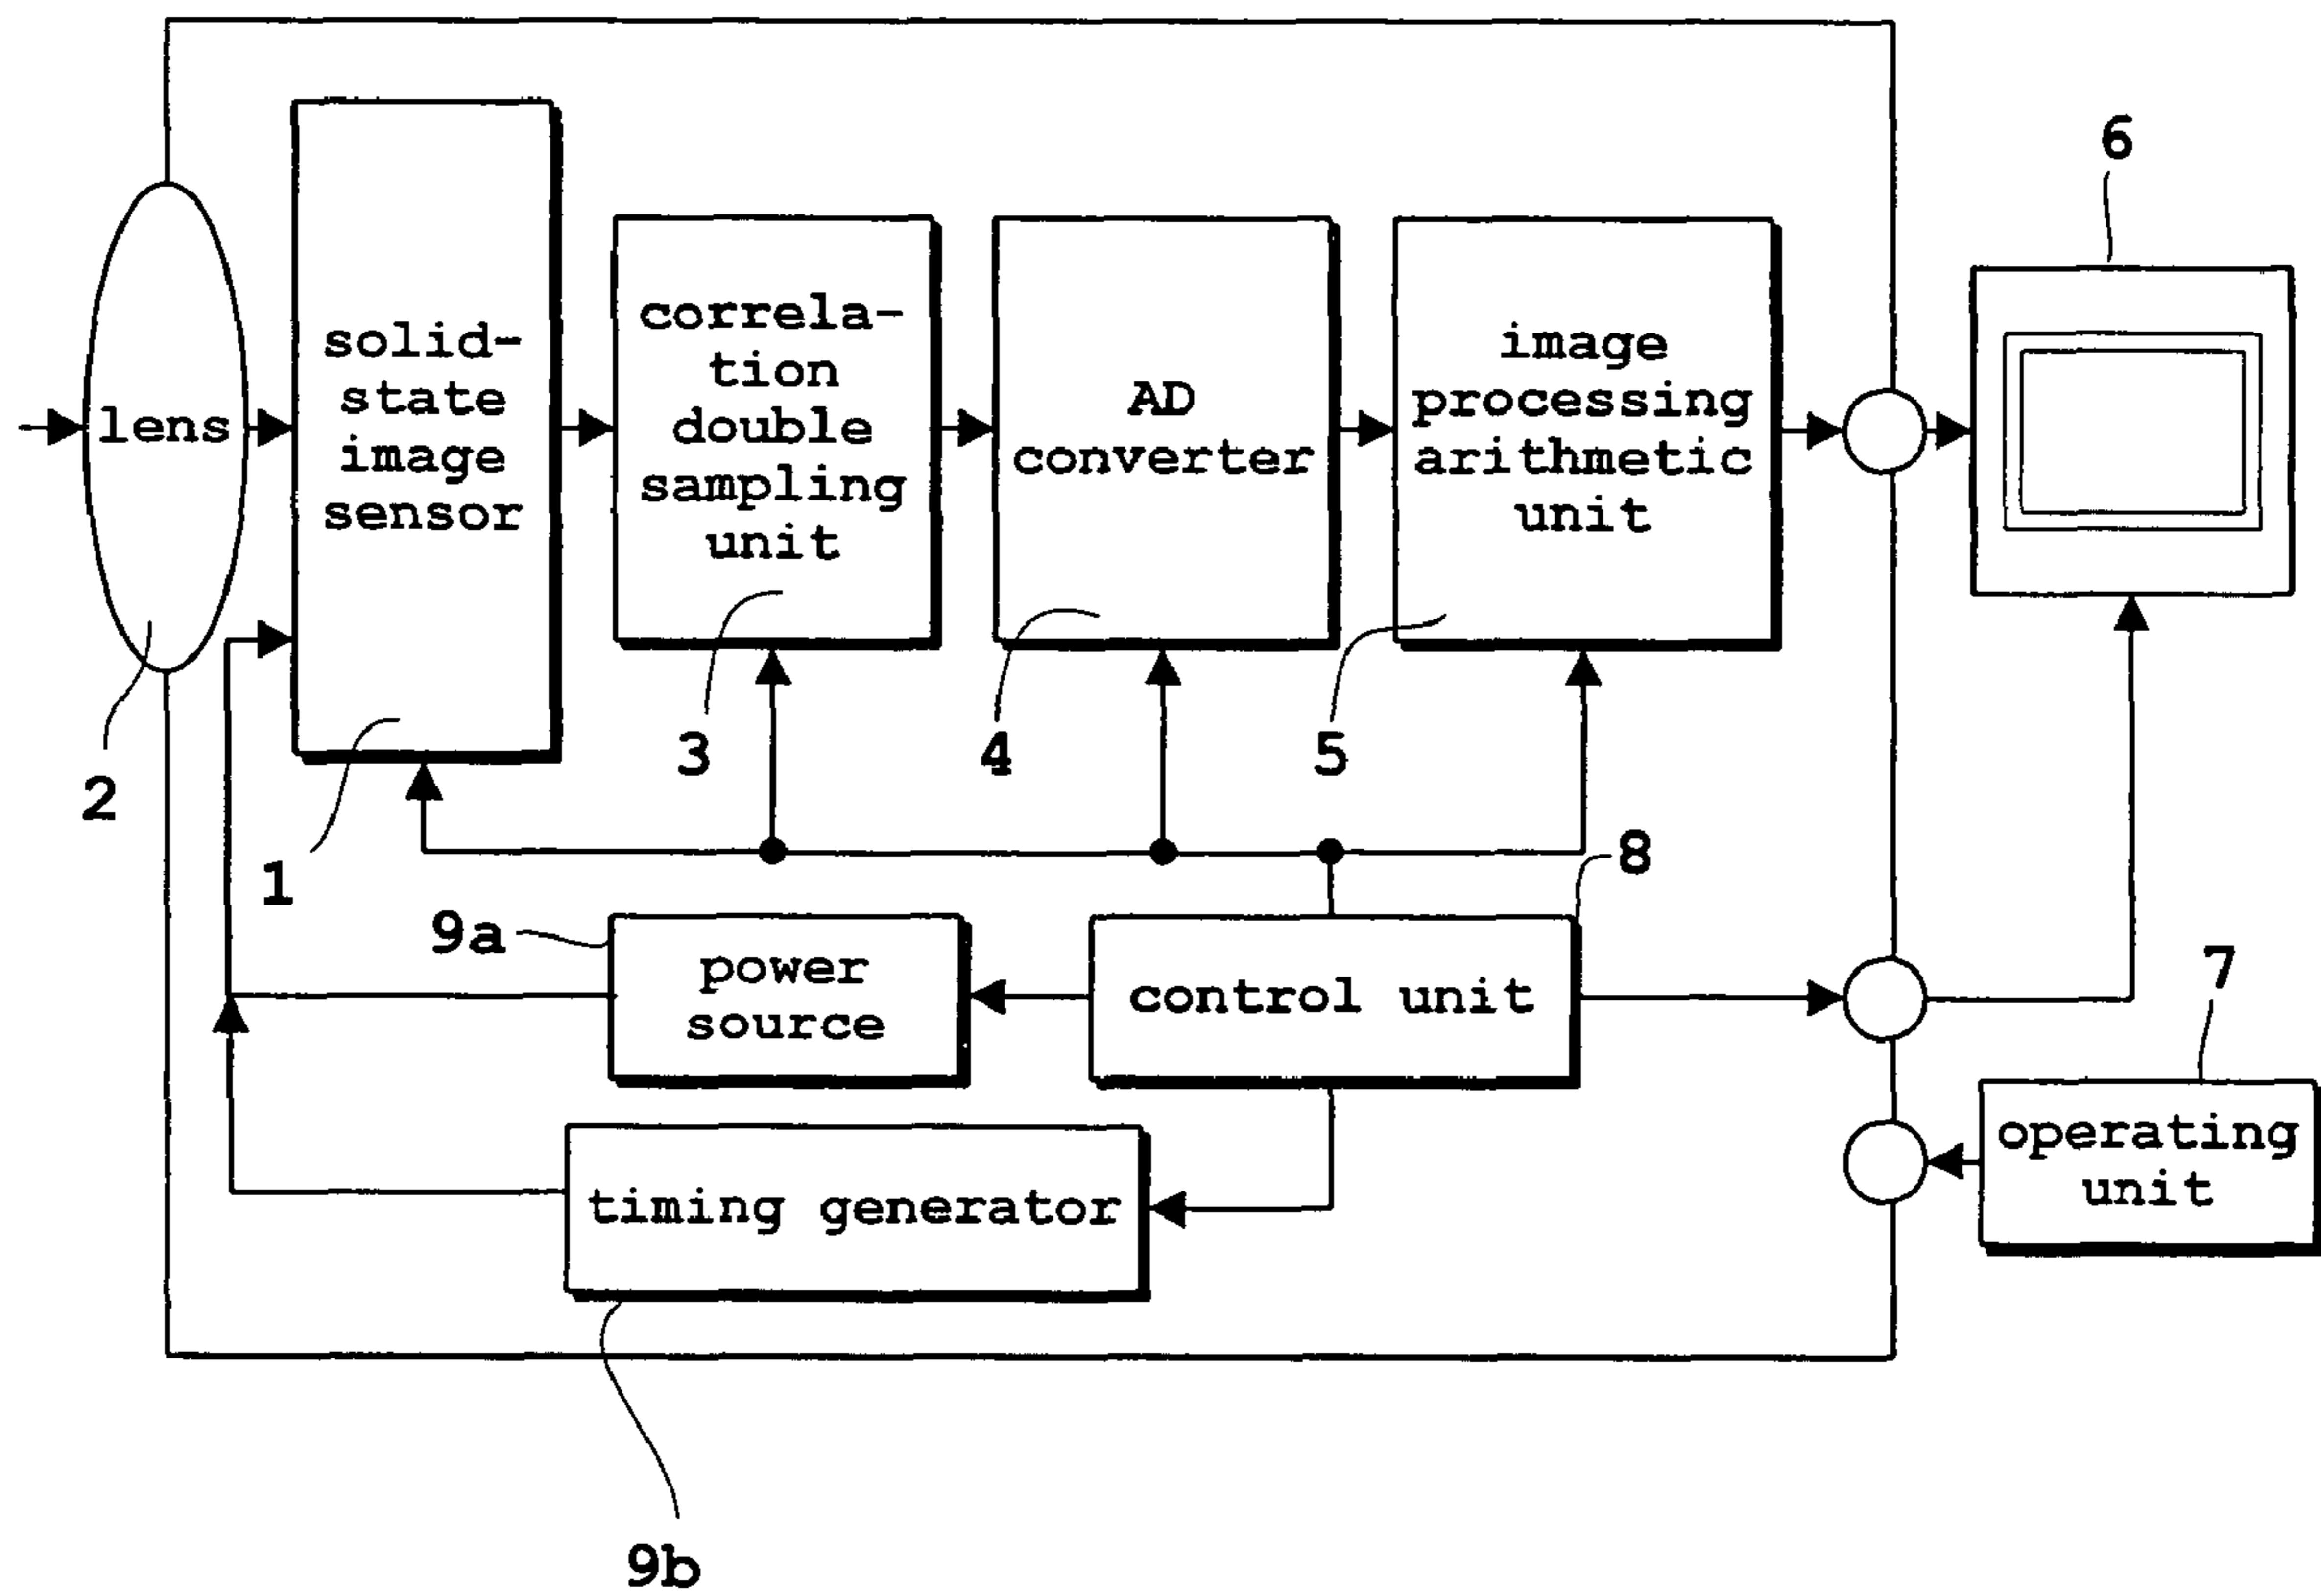 6
lens
solid-
state
image
sensor
correla-
tion
double
sampling
unit
AD
converter
image
processing
arithmetic
unit
2
1
3
4
5
8
9a
power
source
control unit
7
operating
unit
timing generator
9b